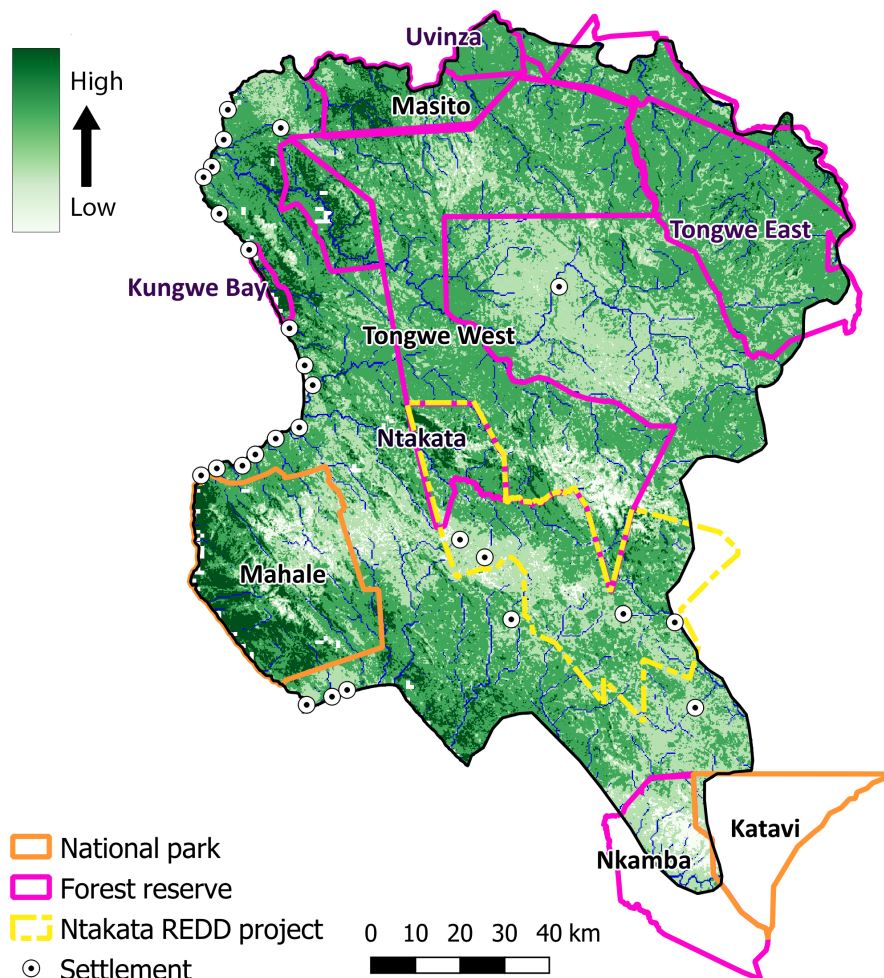 Uvinza
High
Masito
Low
Tongwe East
Kungwe Bay
Tongwe West
Ntakata
Mahale
Katavi
Nkamba
National park
Forest reserve
Ntakata REDD project
0 10 20 30 40 km
Settlement